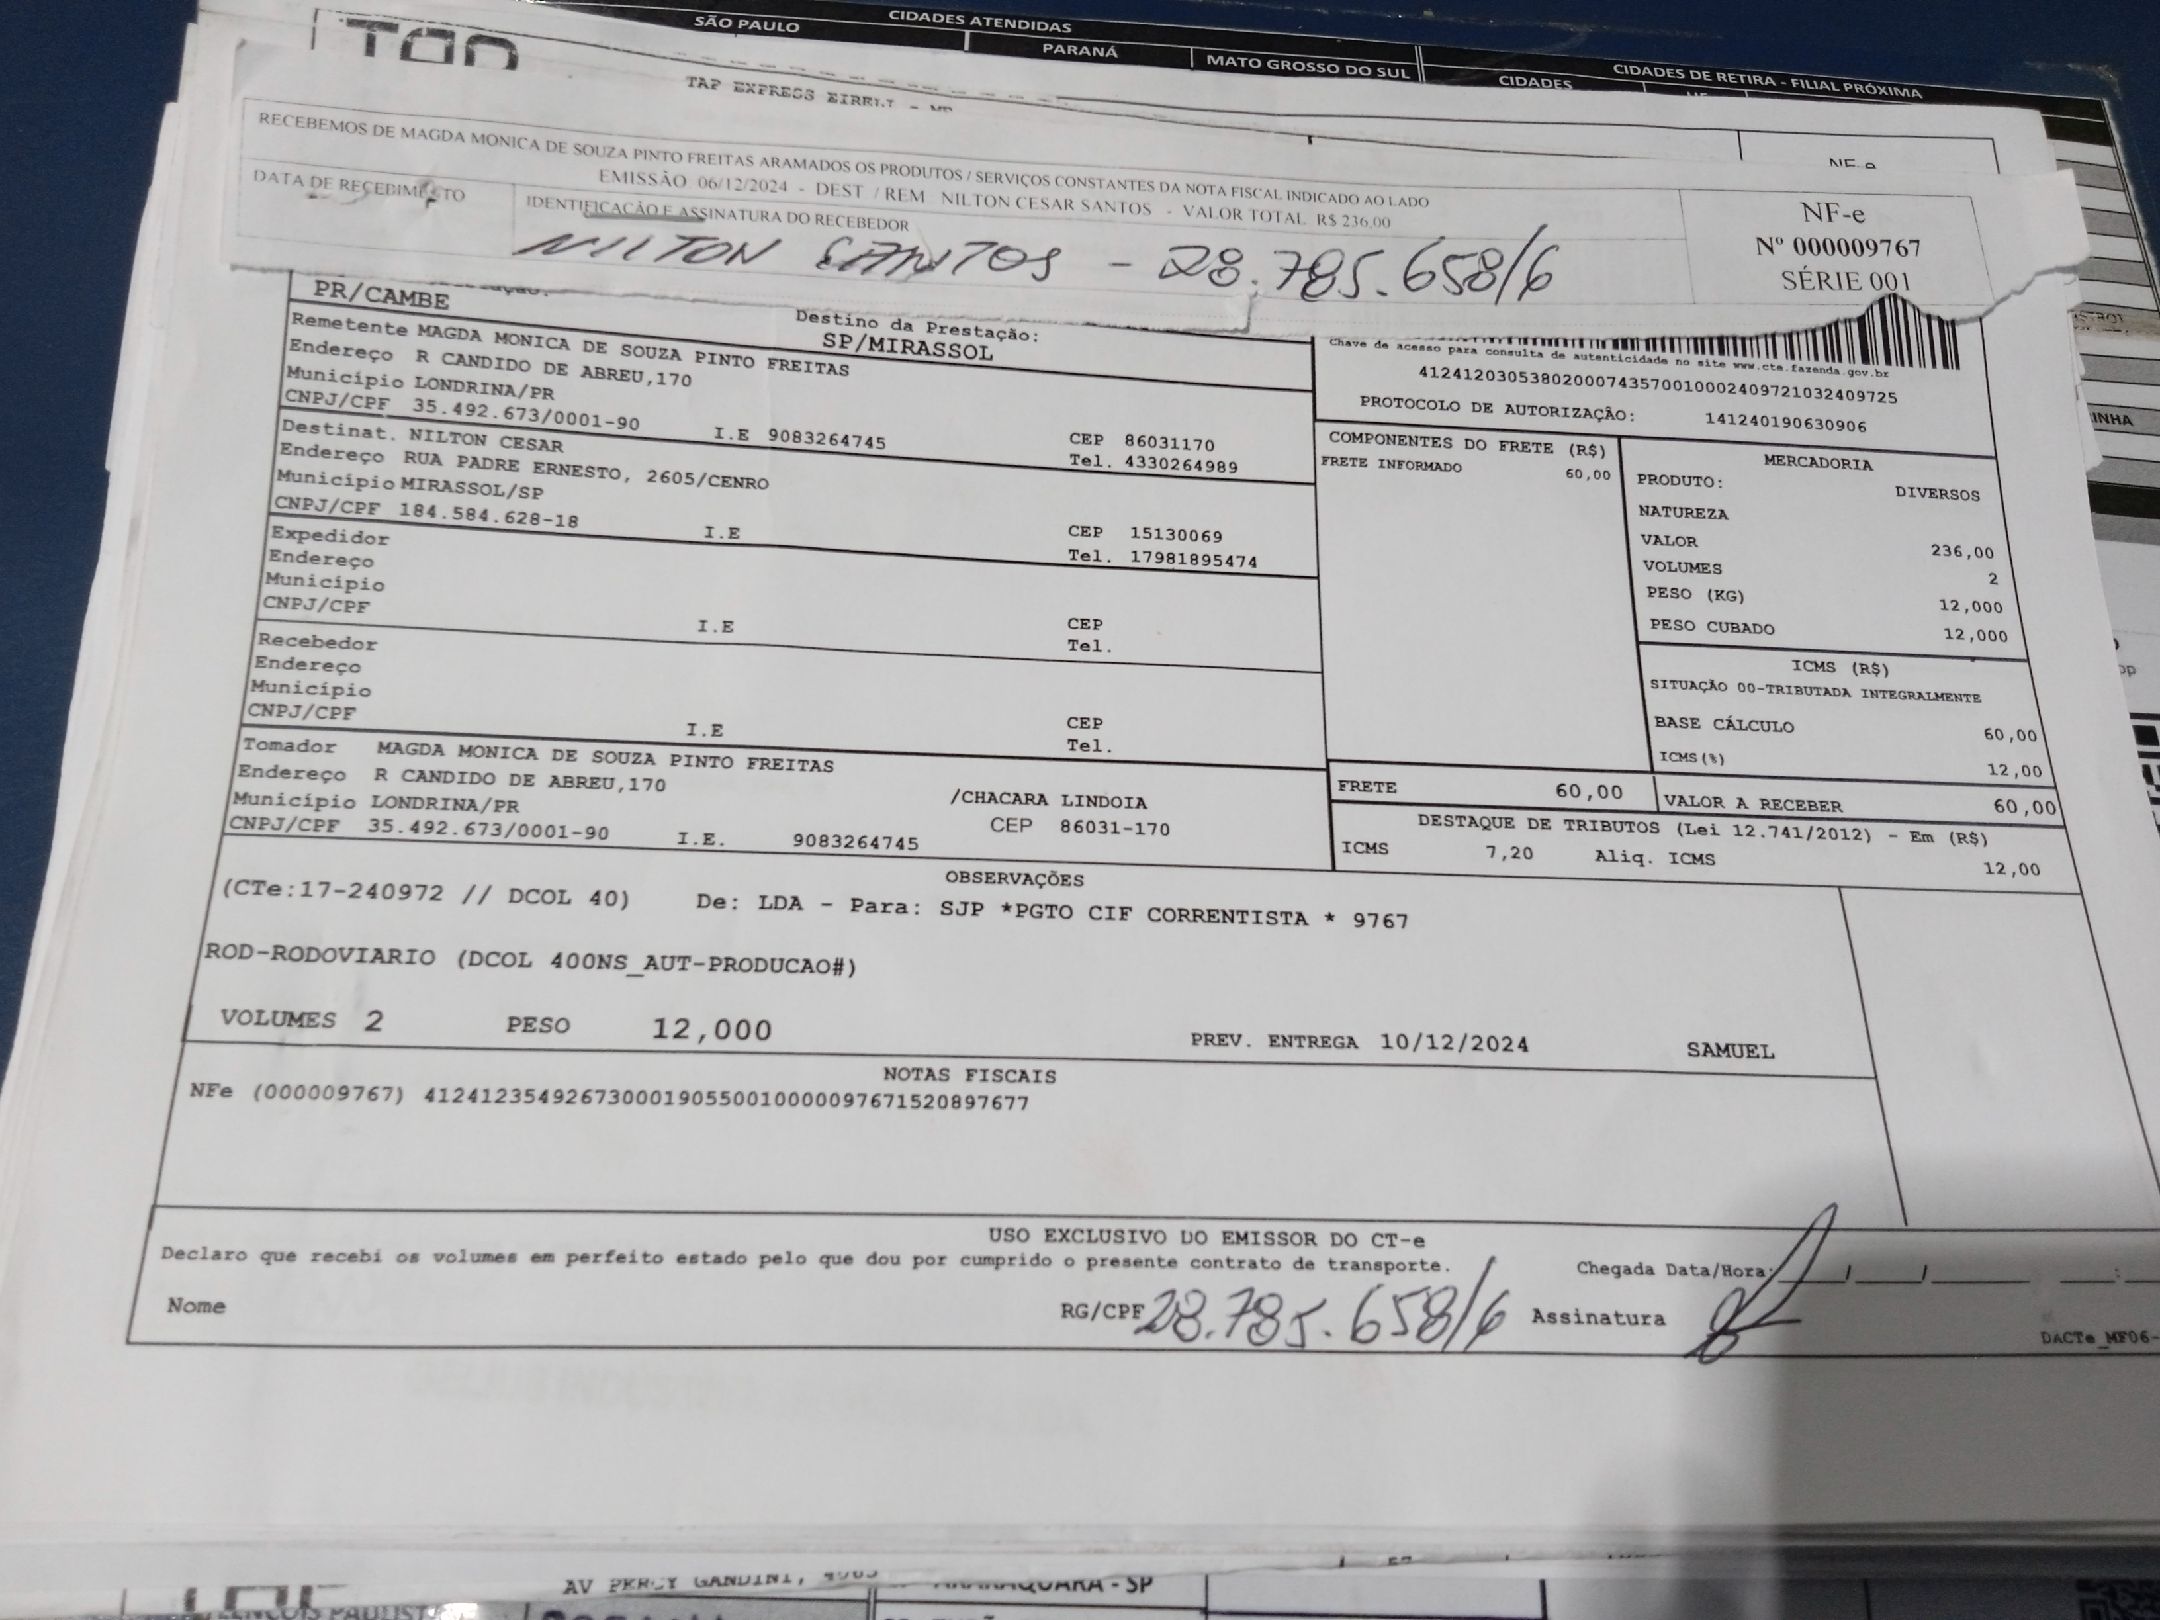 CIDADES ATENDIDAS
SÃO PAULO
PARANÁ
MATO GROSSO DO SUL
CIDADES
CIDADES DE RETIRA - FILIAL PRÓXIMA
TAP EXPRESS EIRELI -
NF-e
RECEBEMOS DE MAGDA MONICA DE SOUZA PINTO FREITAS ARAMADOS OS PRODUTOS / SERVIÇOS CONSTANTES DA NOTA FISCAL INDICADO AO LADO
EMISSÃO 06/12/2024 - DEST / REM NILTON CESAR SANTOS - VALOR TOTAL R$ 236,00
DATA DE RECEBIMENTO
IDENTIFICAÇÃO E ASSINATURA DO RECEBEDOR
NILTON SANTOS - 28.785.658/6
NF-e
Nº 000009767
SÉRIE 001
PR/CAMBE
Destino da Prestação:
SP/MIRASSOL
Remetente MAGDA MONICA DE SOUZA PINTO FREITAS
Endereço R CANDIDO DE ABREU,170
Município LONDRINA/PR
CNPJ/CPF 35.492.673/0001-90 I.E 9083264745
CEP 86031170
Tel. 4330264989
Destinat. NILTON CESAR
Endereço RUA PADRE ERNESTO, 2605/CENRO
Município MIRASSOL/SP
CNPJ/CPF 184.584.628-18 I.E
CEP 15130069
Tel. 17981895474
Expedidor
Endereço
Município
CNPJ/CPF I.E
CEP
Tel.
Recebedor
Endereço
Município
CNPJ/CPF I.E
CEP
Tel.
Tomador MAGDA MONICA DE SOUZA PINTO FREITAS
Endereço R CANDIDO DE ABREU,170 /CHACARA LINDOIA
Município LONDRINA/PR CEP 86031-170
CNPJ/CPF 35.492.673/0001-90 I.E. 9083264745
Chave de acesso para consulta de autenticidade no site www.cte.fazenda.gov.br
41241203053802000743570010002409721032409725
PROTOCOLO DE AUTORIZAÇÃO: 141240190630906
COMPONENTES DO FRETE (R$)
FRETE INFORMADO 60,00
MERCADORIA
PRODUTO: DIVERSOS
NATUREZA
VALOR 236,00
VOLUMES 2
PESO (KG) 12,000
PESO CUBADO 12,000
ICMS (R$)
SITUAÇÃO 00-TRIBUTADA INTEGRALMENTE
BASE CÁLCULO 60,00
ICMS(%) 12,00
FRETE 60,00
VALOR A RECEBER 60,00
DESTAQUE DE TRIBUTOS (Lei 12.741/2012) - Em (R$)
ICMS 7,20 Aliq. ICMS 12,00
OBSERVAÇÕES
(CTe:17-240972 // DCOL 40) De: LDA - Para: SJP *PGTO CIF CORRENTISTA * 9767
ROD-RODOVIARIO (DCOL 400NS_AUT-PRODUCAO#)
VOLUMES 2 PESO 12,000 PREV. ENTREGA 10/12/2024 SAMUEL
NOTAS FISCAIS
NFe (000009767) 41241235492673000190550010000097671520897677
USO EXCLUSIVO DO EMISSOR DO CT-e
Declaro que recebi os volumes em perfeito estado pelo que dou por cumprido o presente contrato de transporte.
Chegada Data/Hora: / / :
Nome RG/CPF 28.785.658/6 Assinatura
DACTe_MF06-
AV PERCY GANDINI,
ARARAQUARA - SP